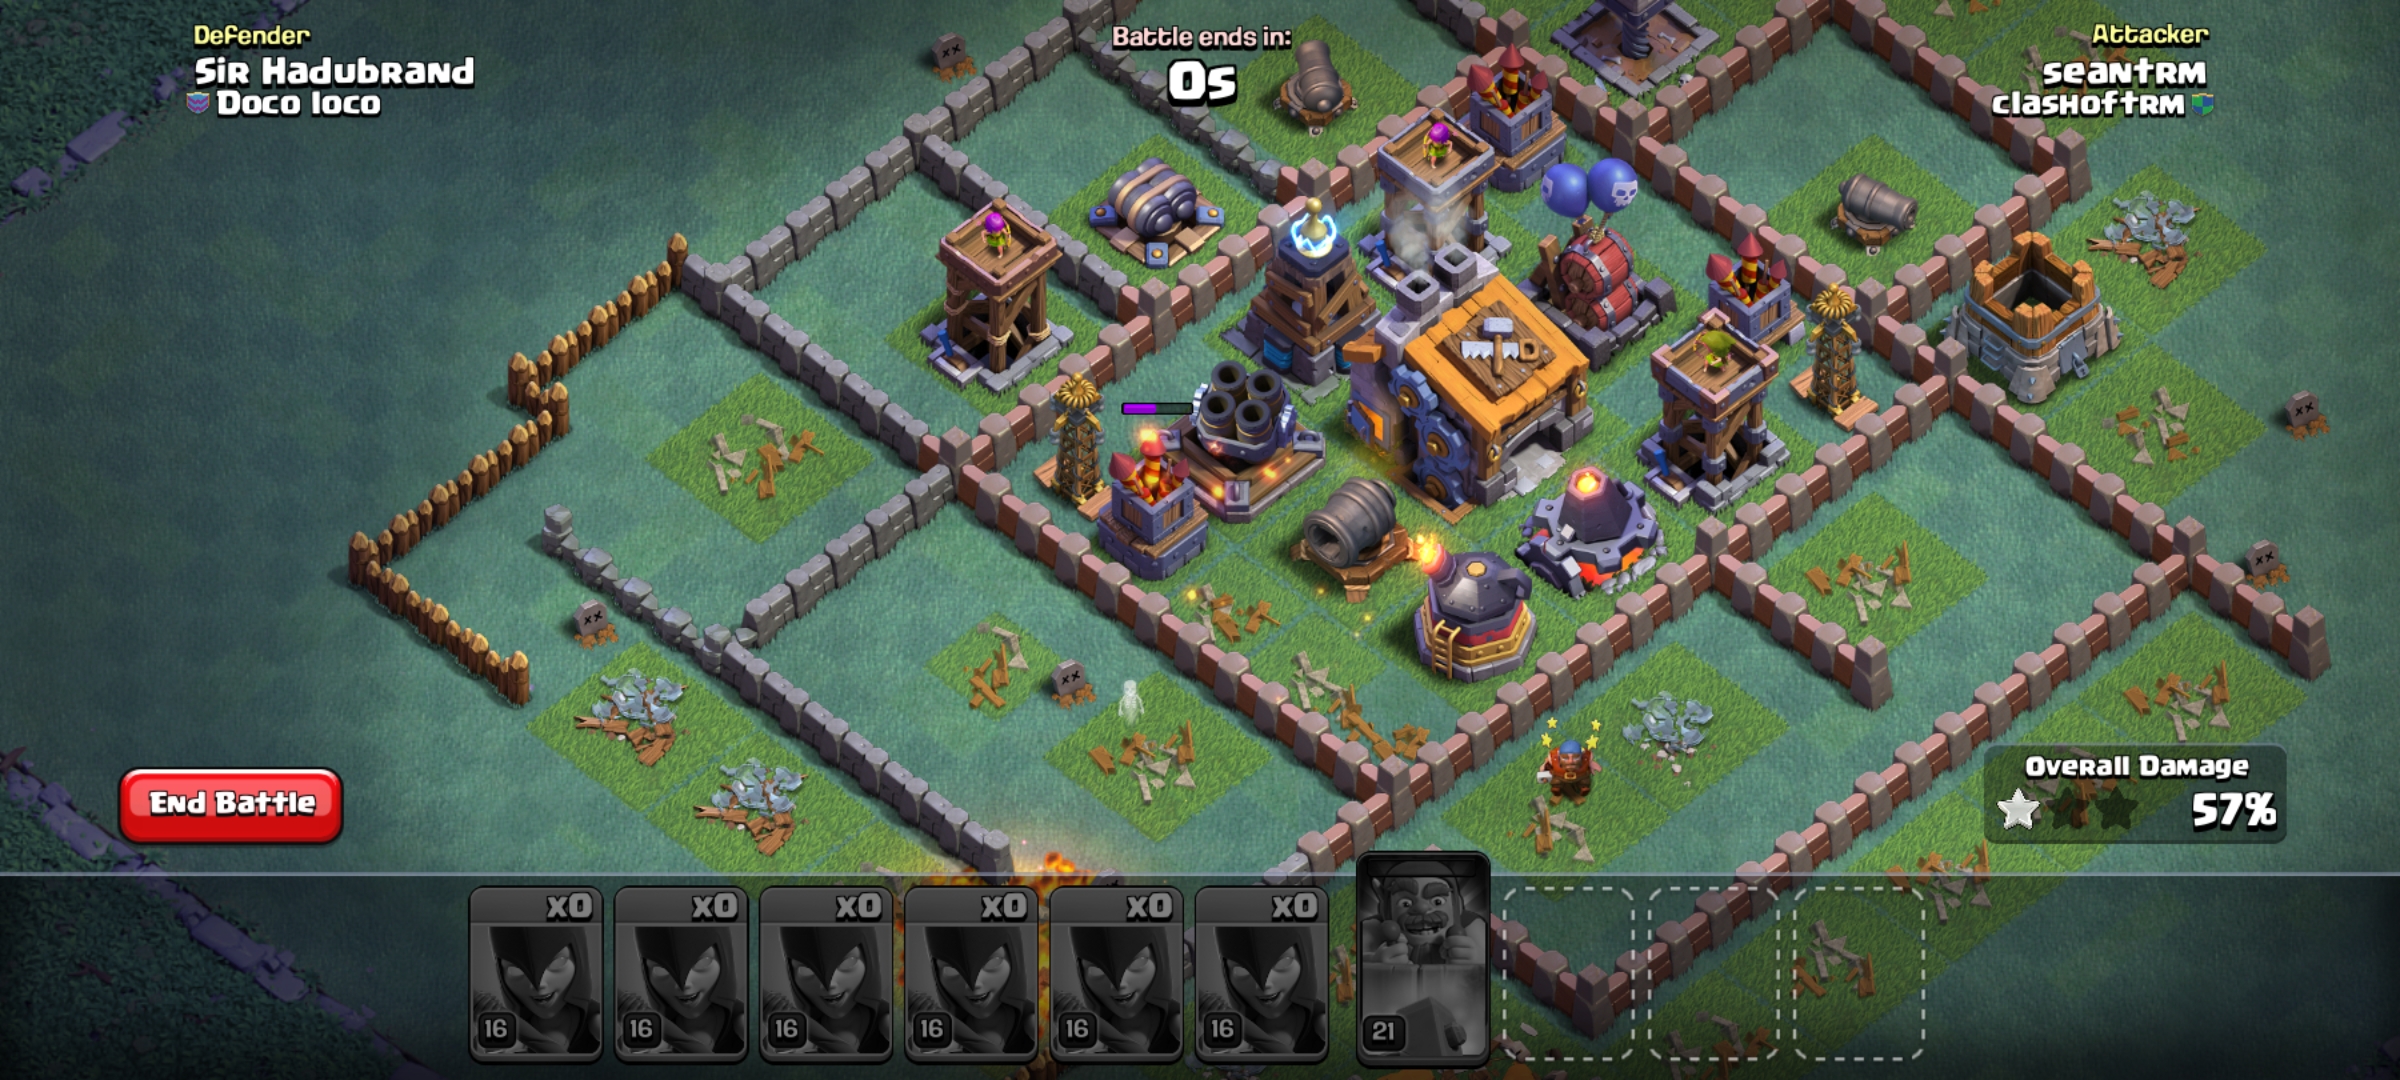 Defender
Sir Hadubrand
Doco loco
Battle ends in:
0s
Attacker
seantrm
clashoftrm
End Battle
Overall Damage
57%
x0
x0
x0
x0
x0
x0
16
16
16
16
16
16
21